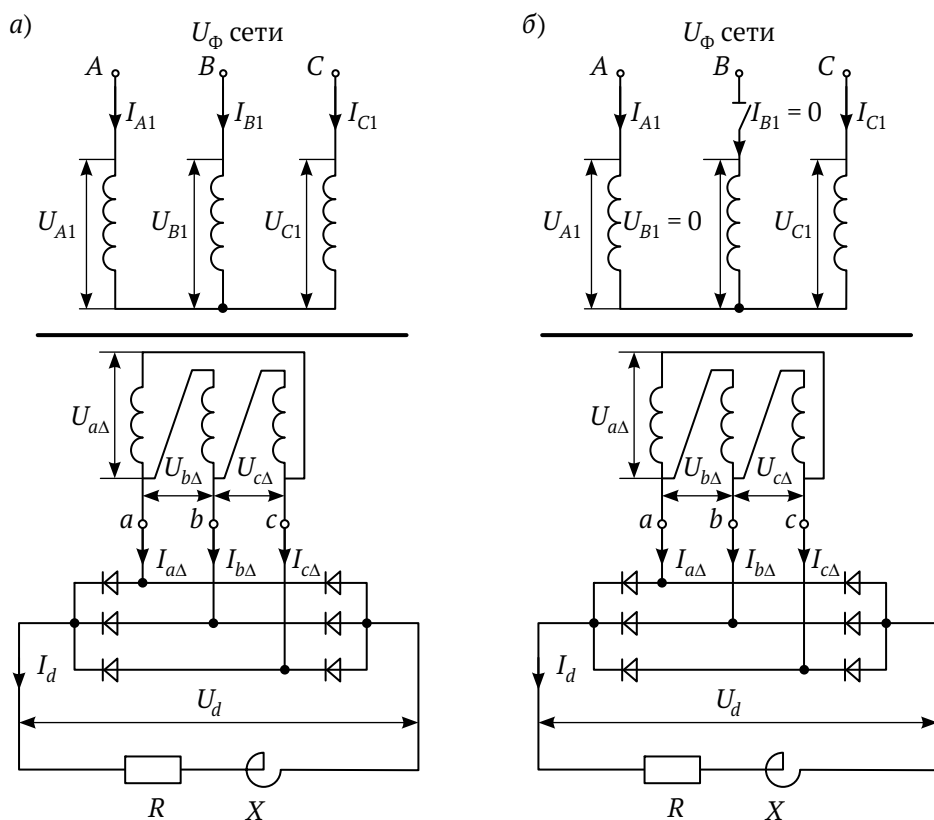 а)
U_Ф сети
A B C
I_A1 I_B1 I_C1
U_A1 U_B1 U_C1
U_aΔ
U_bΔ U_cΔ
a b c
I_aΔ I_bΔ I_cΔ
I_d
U_d
R X
б)
U_Ф сети
A B C
I_A1 I_B1 = 0 I_C1
U_A1 U_B1 = 0 U_C1
U_aΔ
U_bΔ U_cΔ
a b c
I_aΔ I_bΔ I_cΔ
I_d
U_d
R X